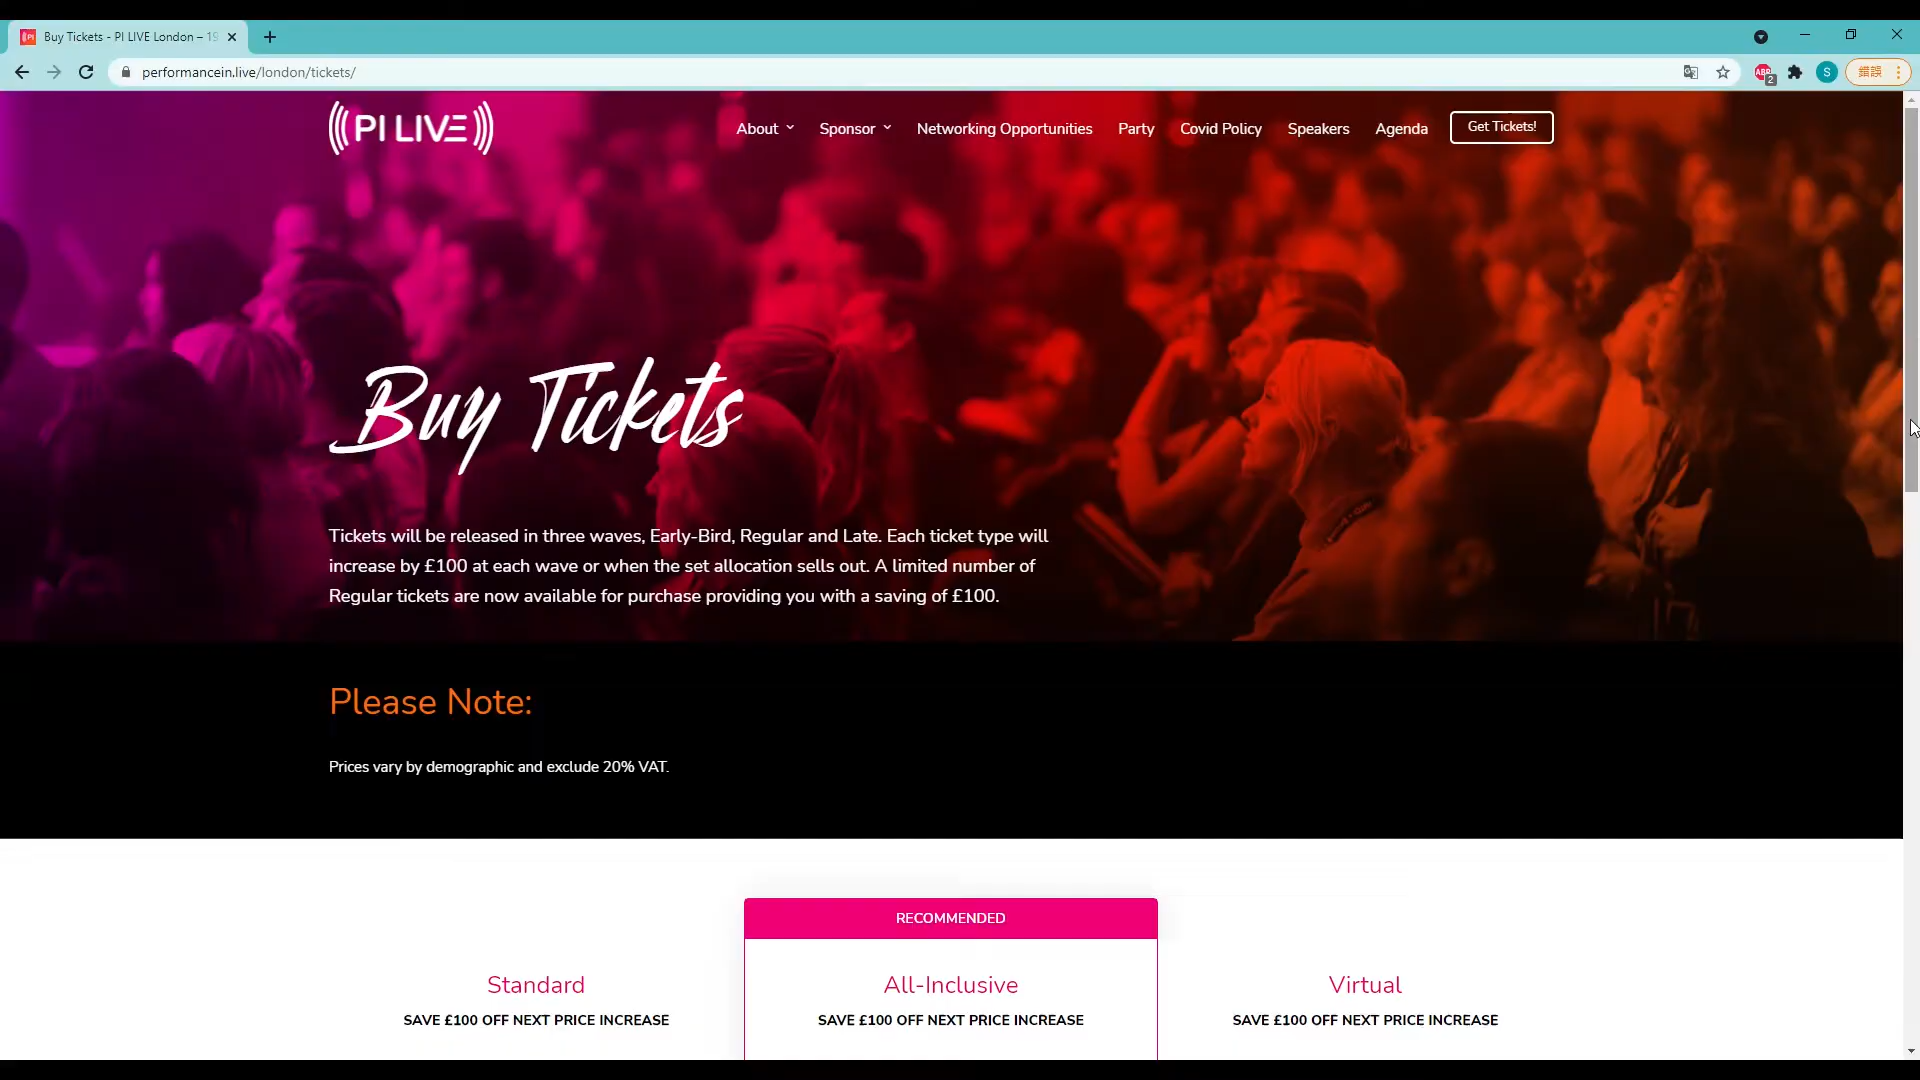 Buy Tickets - PI LIVE London – 19
performancein.live/london/tickets/
ABP
2
S
錯誤
PI LIVE
About
Sponsor
Networking Opportunities
Party
Covid Policy
Speakers
Agenda
Get Tickets!
Buy Tickets
Tickets will be released in three waves, Early-Bird, Regular and Late. Each ticket type will
increase by £100 at each wave or when the set allocation sells out. A limited number of
Regular tickets are now available for purchase providing you with a saving of £100.
Please Note:
Prices vary by demographic and exclude 20% VAT.
RECOMMENDED
Standard
SAVE £100 OFF NEXT PRICE INCREASE
All-Inclusive
SAVE £100 OFF NEXT PRICE INCREASE
Virtual
SAVE £100 OFF NEXT PRICE INCREASE